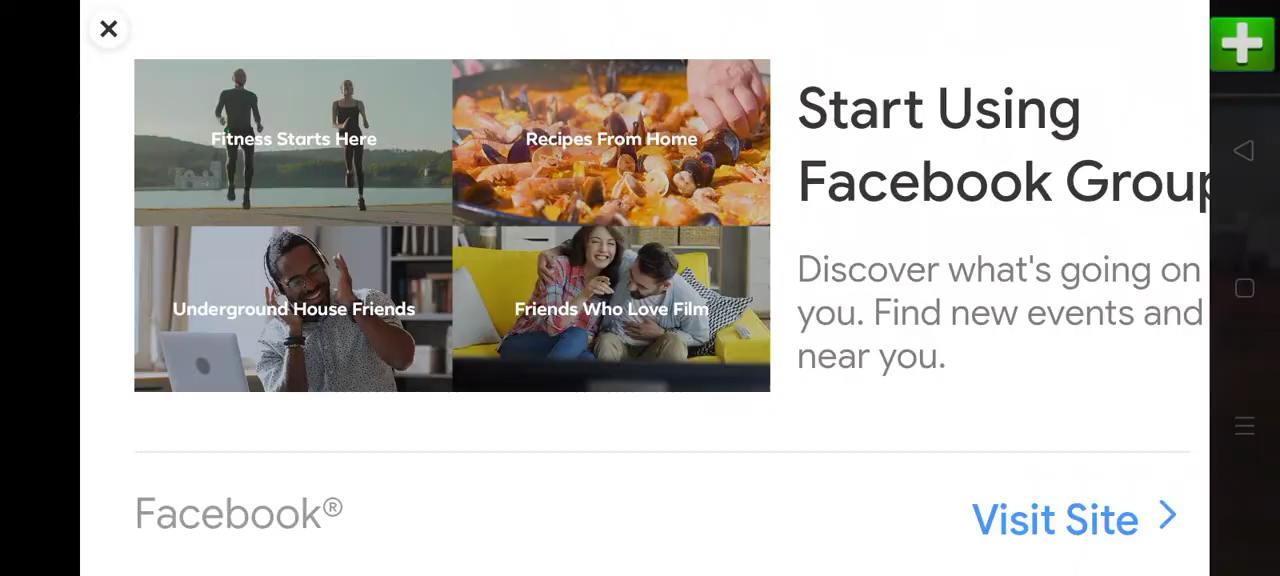 Fitness Starts Here
Recipes From Home
Underground House Friends
Friends Who Love Film
Start Using
Facebook Group
Discover what's going on
you. Find new events and
near you.
Facebook®
Visit Site